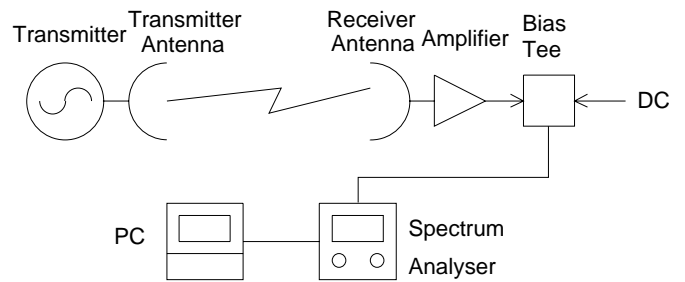 Transmitter
Transmitter
Antenna
Receiver
Antenna
Amplifier
Bias
Tee
DC
PC
Spectrum
Analyser